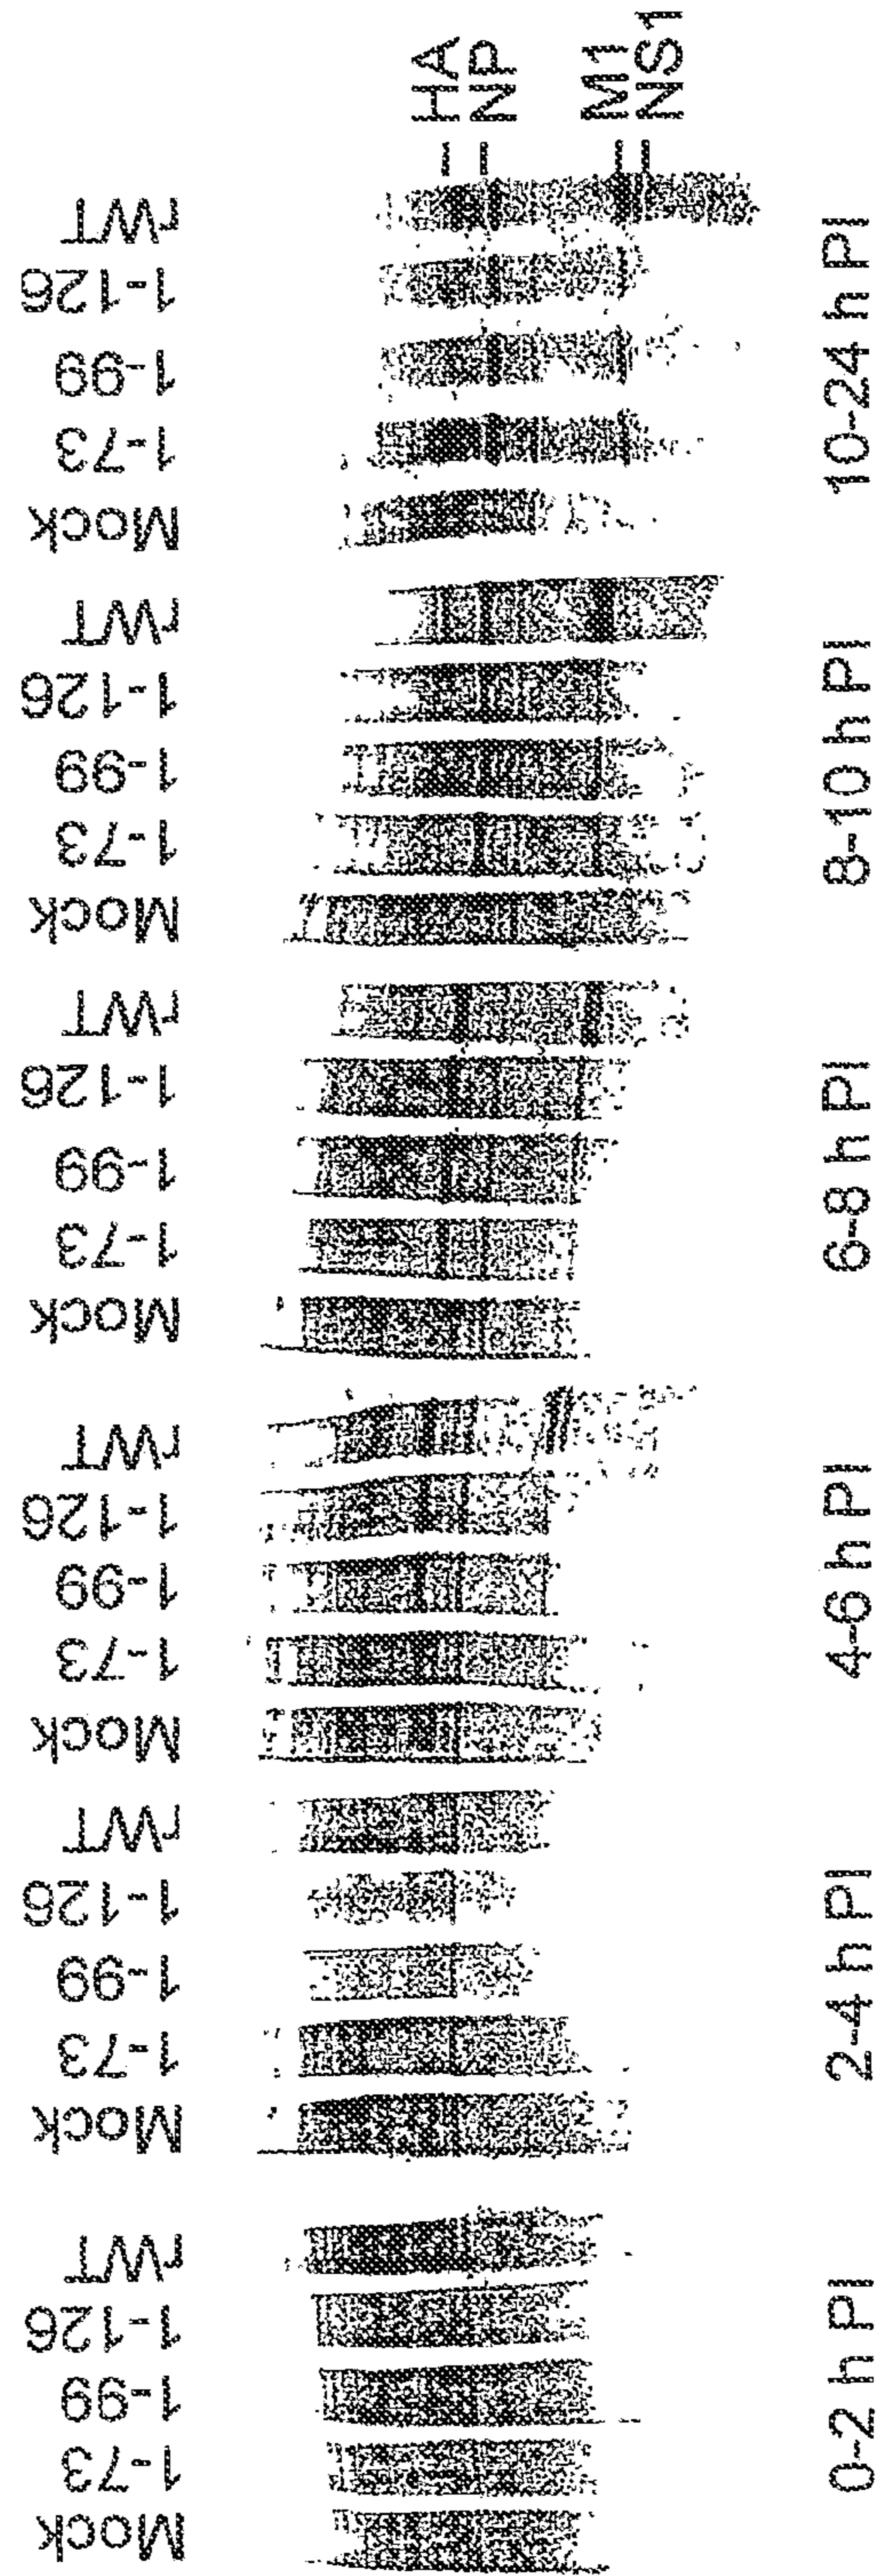 Mock
1-73
1-99
1-126
rWT
Mock
1-73
1-99
1-126
rWT
Mock
1-73
1-99
1-126
rWT
Mock
1-73
1-99
1-126
rWT
Mock
1-73
1-99
1-126
rWT
Mock
1-73
1-99
1-126
rWT
HA
NP
M1
NS1
0-2 h PI
2-4 h PI
4-6 h PI
6-8 h PI
8-10 h PI
10-24 h PI